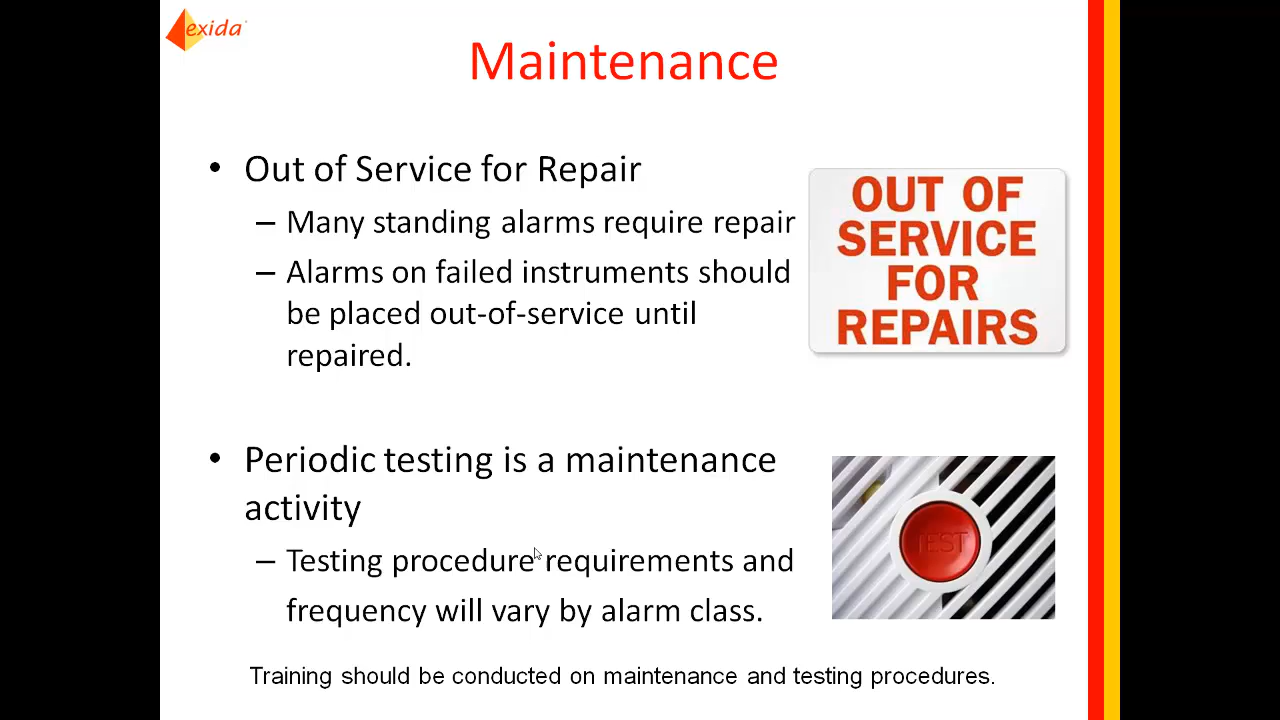 exida
Maintenance
• Out of Service for Repair
– Many standing alarms require repair
– Alarms on failed instruments should
be placed out-of-service until
repaired.
OUT OF
SERVICE
FOR
REPAIRS
• Periodic testing is a maintenance
activity
– Testing procedure requirements and
frequency will vary by alarm class.
TEST
Training should be conducted on maintenance and testing procedures.